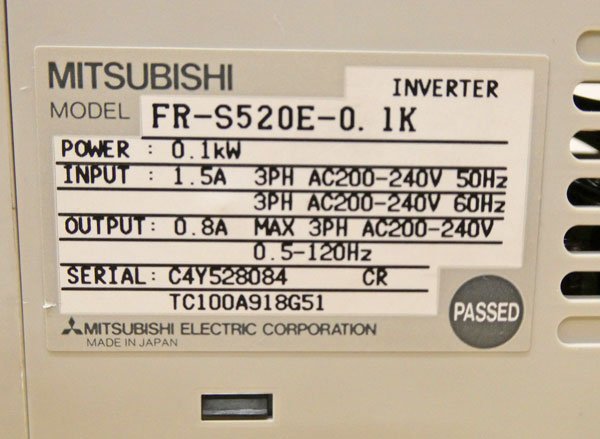 MITSUBISHI
INVERTER
MODEL FR-S520E-0.1K
POWER : 0.1kW
INPUT : 1.5A 3PH AC200-240V 50Hz
3PH AC200-240V 60Hz
OUTPUT: 0.8A MAX 3PH AC200-240V
0.5-120Hz
SERIAL: C4Y528084 CR
TC100A918G51
PASSED
MITSUBISHI ELECTRIC CORPORATION
MADE IN JAPAN